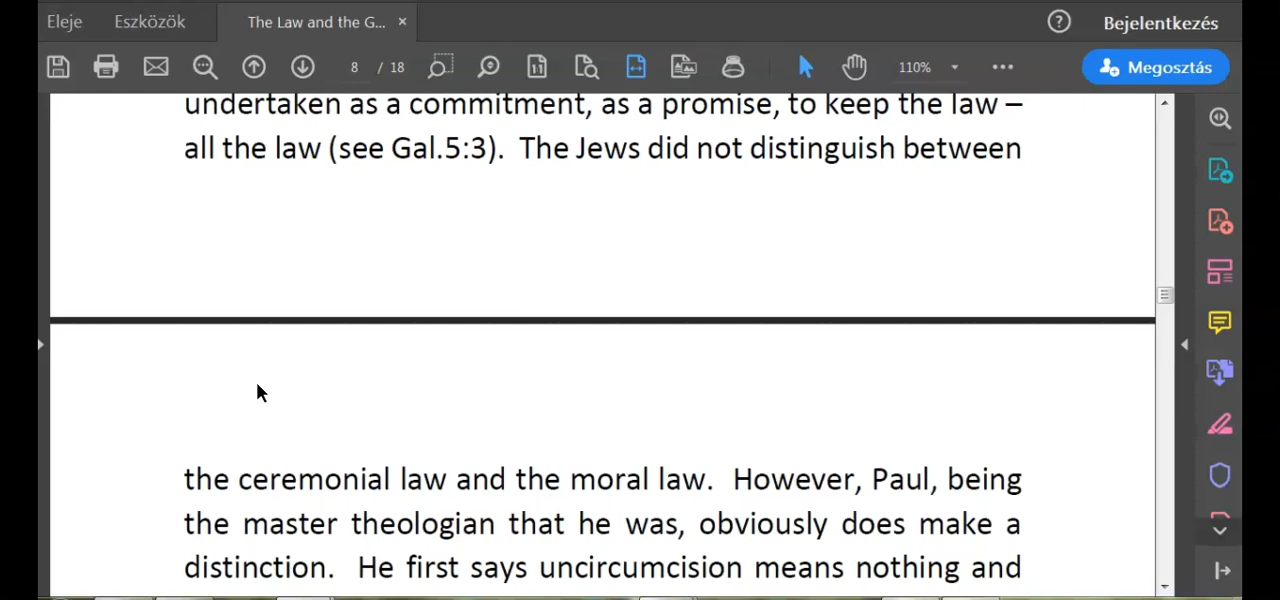 Eleje Eszközök The Law and the G... × Bejelentkezés
8 / 18 110% Megosztás
undertaken as a commitment, as a promise, to keep the law –
all the law (see Gal.5:3). The Jews did not distinguish between
the ceremonial law and the moral law. However, Paul, being
the master theologian that he was, obviously does make a
distinction. He first says uncircumcision means nothing and